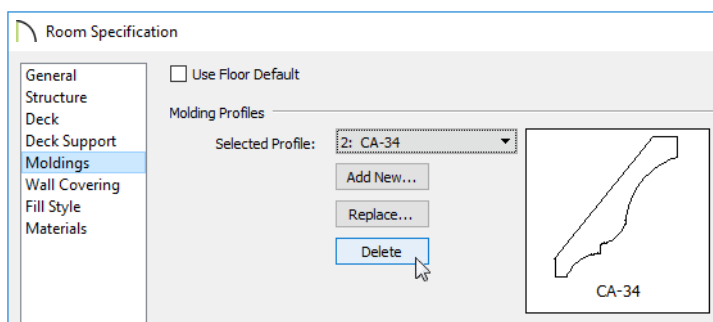 Room Specification
General
Structure
Deck
Deck Support
Moldings
Wall Covering
Fill Style
Materials
Use Floor Default
Molding Profiles
Selected Profile: 2: CA-34
Add New...
Replace...
Delete
CA-34